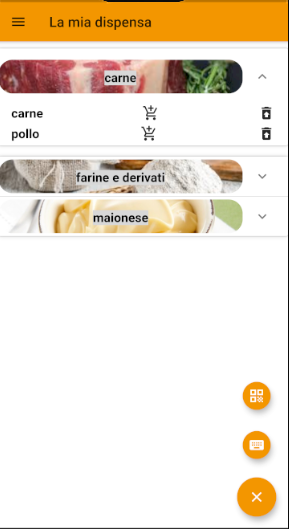 La mia dispensa
carne
carne
pollo
farine e derivati
maionese